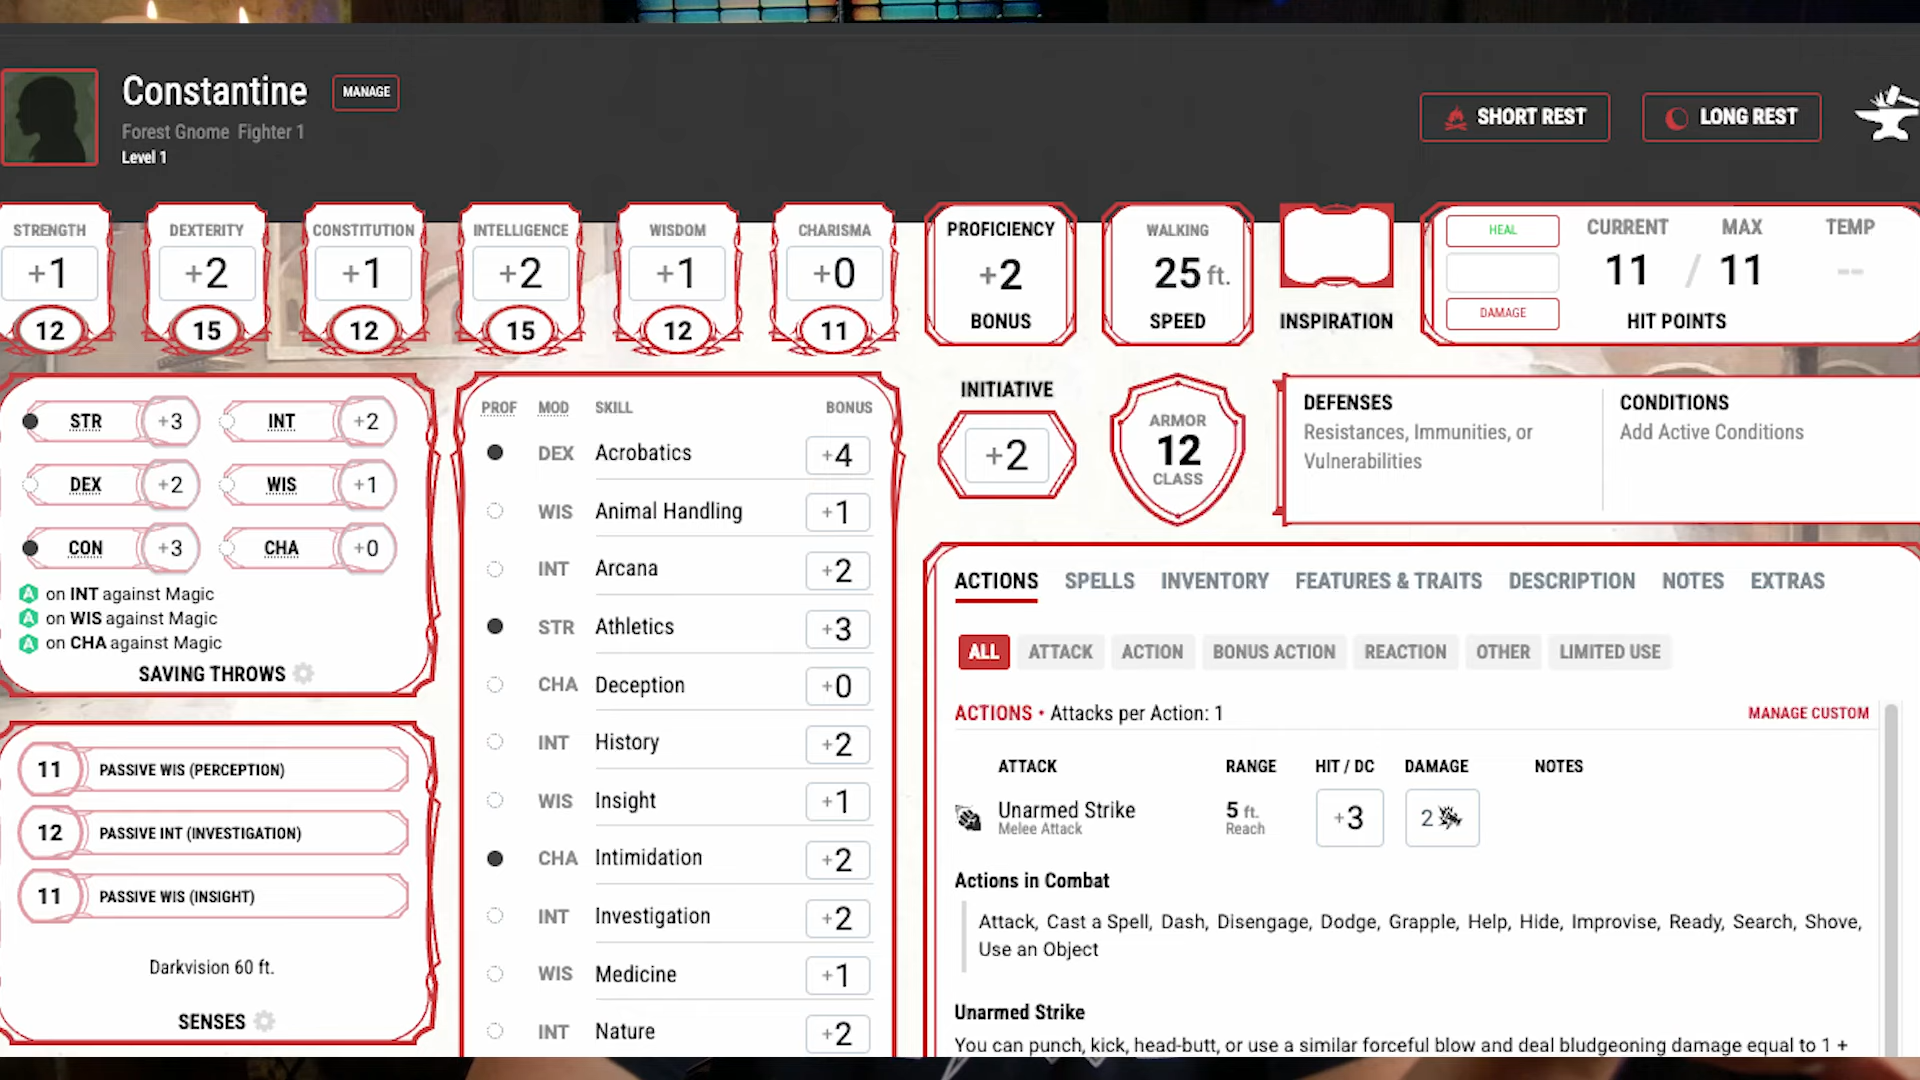 Constantine
MANAGE
Forest Gnome Fighter 1
Level 1
SHORT REST
LONG REST
STRENGTH
+1
12
DEXTERITY
+2
15
CONSTITUTION
+1
12
INTELLIGENCE
+2
15
WISDOM
+1
12
CHARISMA
+0
11
PROFICIENCY
+2
BONUS
WALKING
25 ft.
SPEED
INSPIRATION
HEAL
DAMAGE
CURRENT MAX TEMP
11 / 11 --
HIT POINTS
STR +3 INT +2
DEX +2 WIS +1
CON +3 CHA +0
A on INT against Magic
A on WIS against Magic
A on CHA against Magic
SAVING THROWS
11 PASSIVE WIS (PERCEPTION)
12 PASSIVE INT (INVESTIGATION)
11 PASSIVE WIS (INSIGHT)
Darkvision 60 ft.
SENSES
PROF MOD SKILL BONUS
DEX Acrobatics +4
WIS Animal Handling +1
INT Arcana +2
STR Athletics +3
CHA Deception +0
INT History +2
WIS Insight +1
CHA Intimidation +2
INT Investigation +2
WIS Medicine +1
INT Nature +2
INITIATIVE
+2
ARMOR
12
CLASS
DEFENSES
Resistances, Immunities, or
Vulnerabilities
CONDITIONS
Add Active Conditions
ACTIONS SPELLS INVENTORY FEATURES & TRAITS DESCRIPTION NOTES EXTRAS
ALL ATTACK ACTION BONUS ACTION REACTION OTHER LIMITED USE
ACTIONS • Attacks per Action: 1
MANAGE CUSTOM
ATTACK RANGE HIT / DC DAMAGE NOTES
Unarmed Strike 5 ft. +3 2
Melee Attack Reach
Actions in Combat
Attack, Cast a Spell, Dash, Disengage, Dodge, Grapple, Help, Hide, Improvise, Ready, Search, Shove,
Use an Object
Unarmed Strike
You can punch, kick, head-butt, or use a similar forceful blow and deal bludgeoning damage equal to 1 +